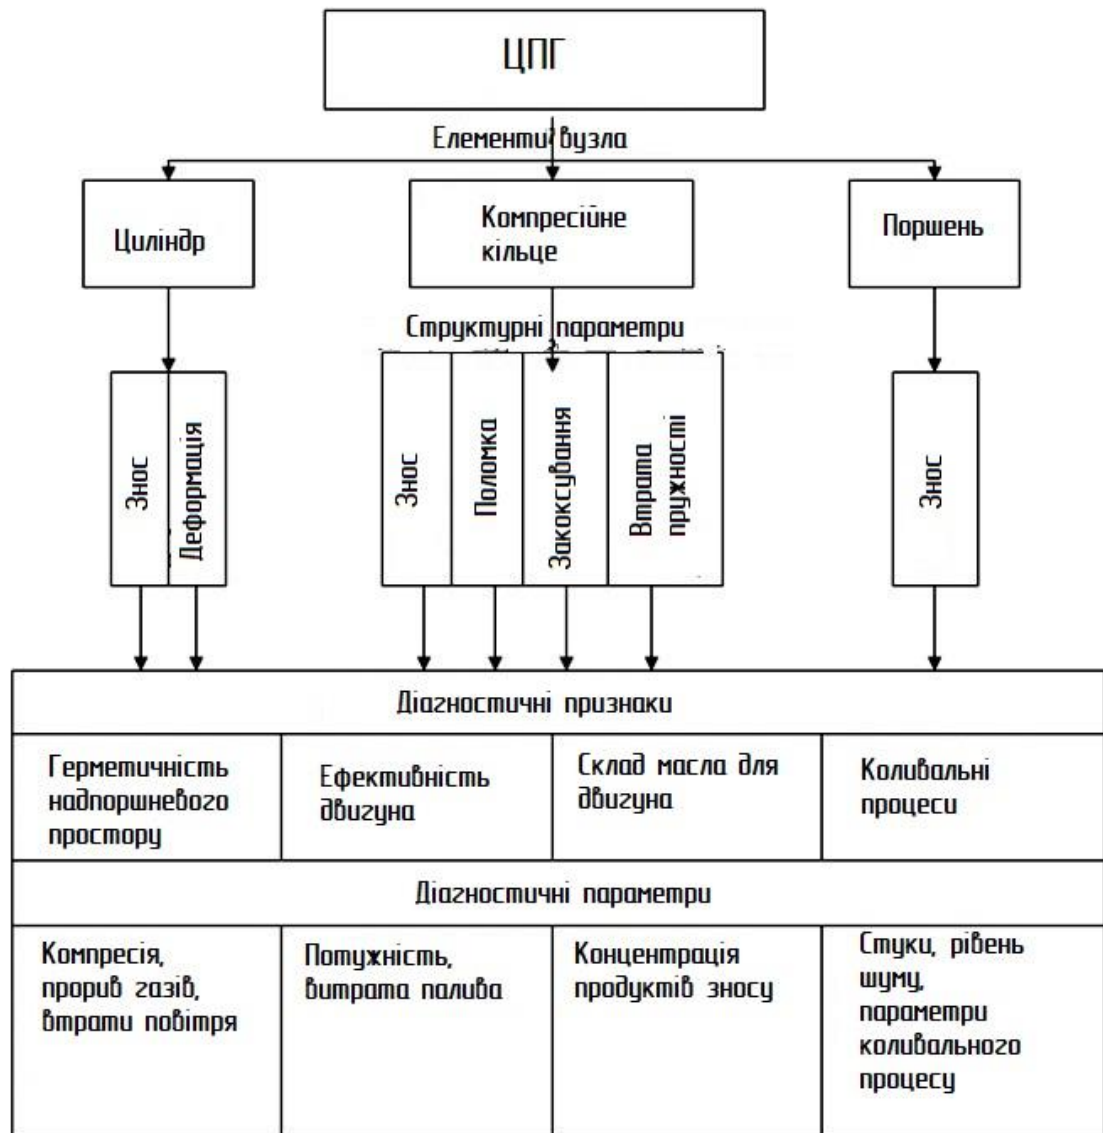 ЦПГ
Елементи вузла
Циліндр
Компресійне
кільце
Поршень
Структурні параметри
Знос
Деформація
Знос
Поломка
Закоксування
Втрата
пружності
Знос
Діагностичні признаки
Герметичність
надпоршневого
простору
Ефективність
двигуна
Склад масла для
двигуна
Коливальні
процеси
Діагностичні параметри
Компресія,
прорив газів,
втрати повітря
Потужність,
витрата палива
Концентрація
продуктів зносу
Стуки, рівень
шуму,
параметри
коливального
процесу